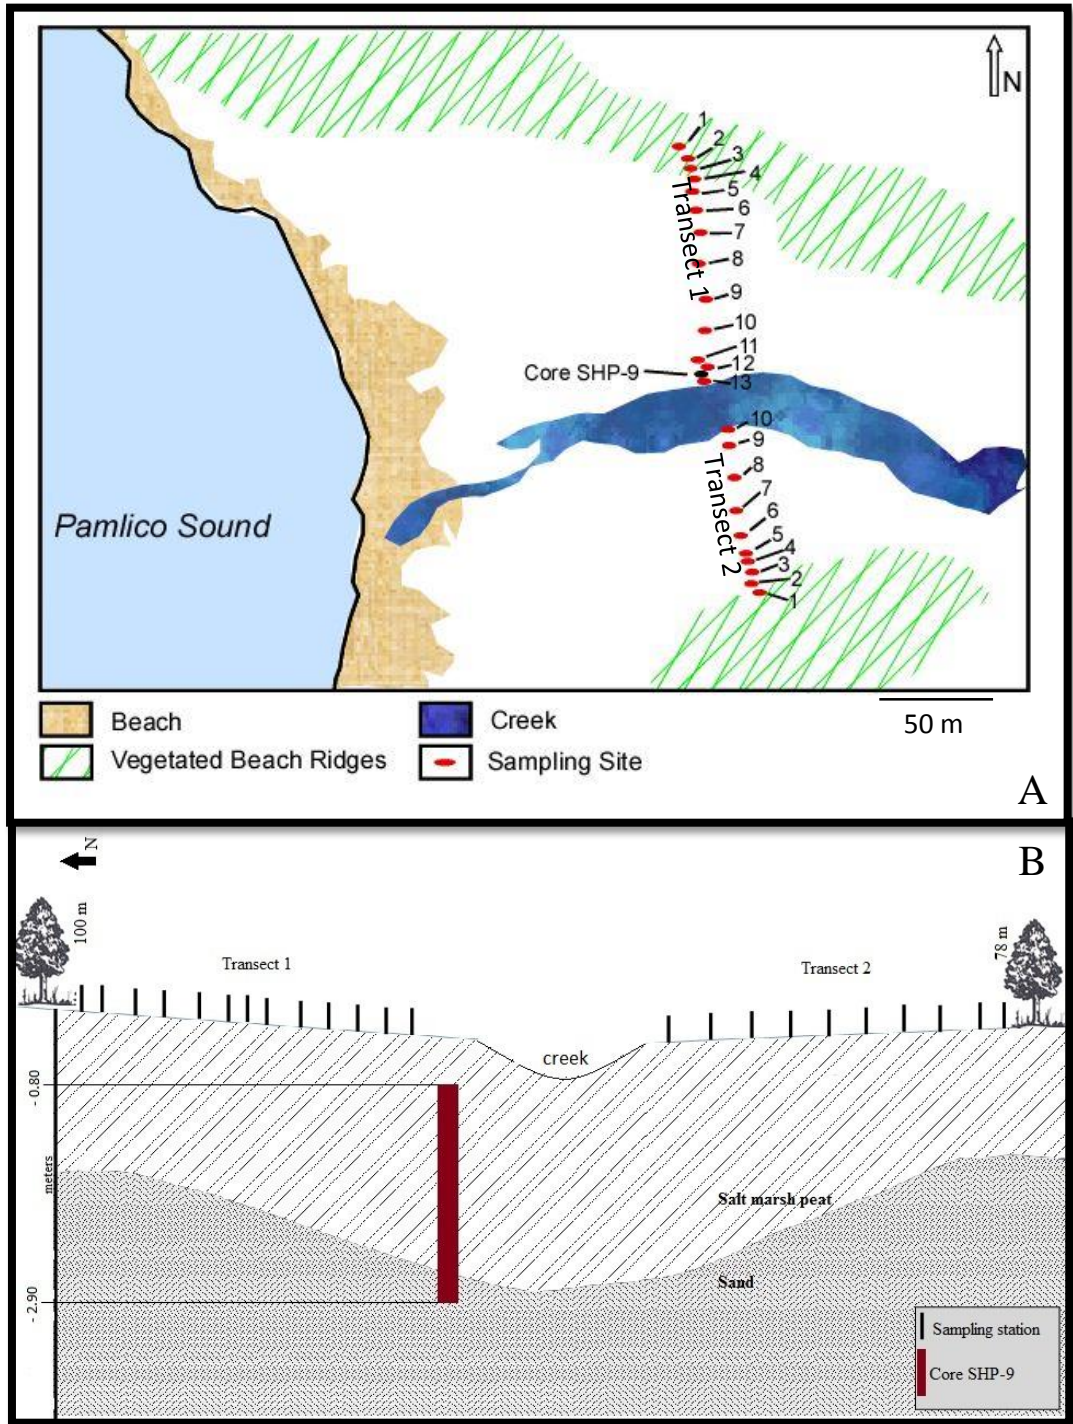 N
1
2
3
4
5
6
7
8
9
10
11
12
13
Transect 1
Core SHP-9
10
9
8
7
6
5
4
3
2
1
Transect 2
Pamlico Sound
Beach
Creek
Vegetated Beach Ridges
Sampling Site
50 m
A
N
B
100 m
78 m
Transect 1
Transect 2
creek
- 0.80
meters
Salt marsh peat
Sand
- 2.90
Sampling station
Core SHP-9